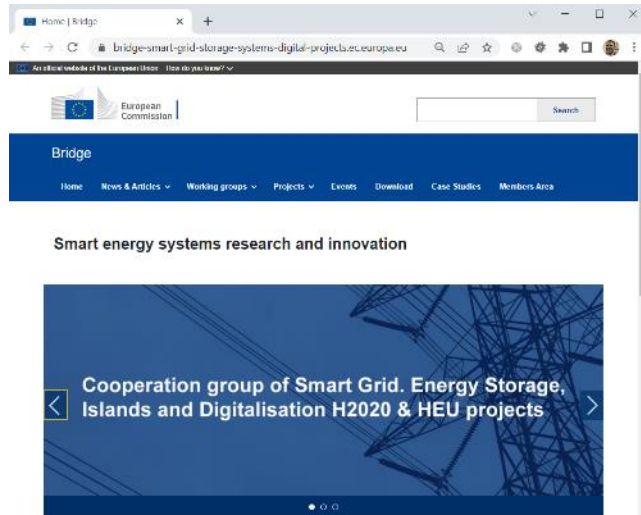 Home | Bridge
bridge-smart-grid-storage-systems-digital-projects.ec.europa.eu
An official website of the European Union How do you know?
European
Commission
Search
Bridge
Home News & Articles Working groups Projects Events Download Case Studies Members Area
Smart energy systems research and innovation
Cooperation group of Smart Grid. Energy Storage,
Islands and Digitalisation H2020 & HEU projects